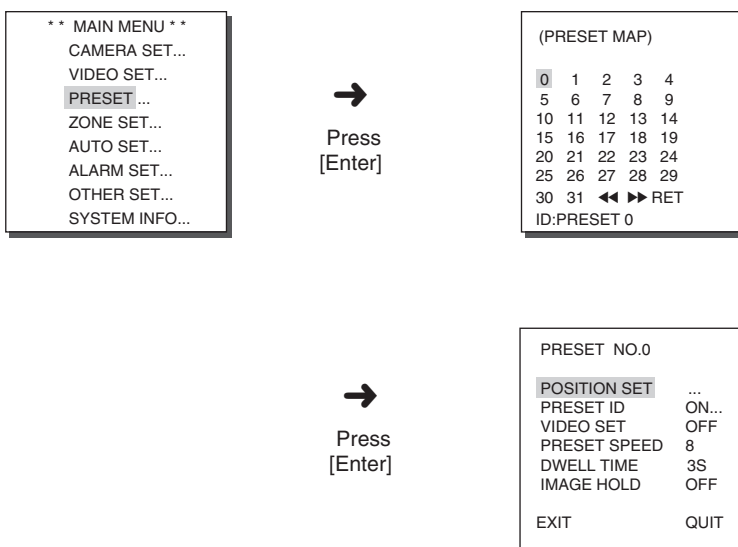 * * MAIN MENU * *
CAMERA SET...
VIDEO SET...
PRESET ...
ZONE SET...
AUTO SET...
ALARM SET...
OTHER SET...
SYSTEM INFO...
➔
Press
[Enter]
(PRESET MAP)
0 1 2 3 4
5 6 7 8 9
10 11 12 13 14
15 16 17 18 19
20 21 22 23 24
25 26 27 28 29
30 31 ◀◀ ▶▶ RET
ID:PRESET 0
➔
Press
[Enter]
PRESET NO.0
POSITION SET ...
PRESET ID ON...
VIDEO SET OFF
PRESET SPEED 8
DWELL TIME 3S
IMAGE HOLD OFF
EXIT QUIT